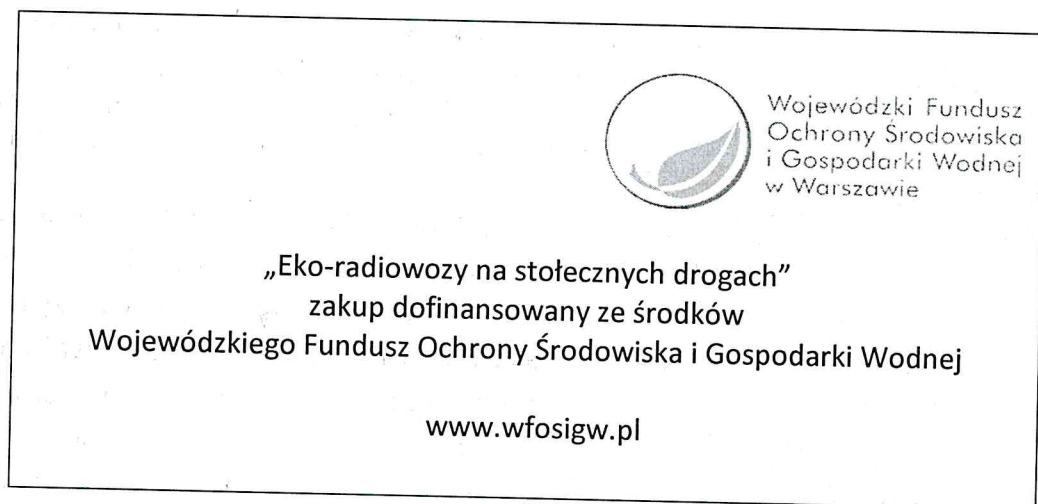 Wojewódzki Fundusz
Ochrony Środowiska
i Gospodarki Wodnej
w Warszawie
„Eko-radiowozy na stołecznych drogach”
zakup dofinansowany ze środków
Wojewódzkiego Fundusz Ochrony Środowiska i Gospodarki Wodnej
www.wfosigw.pl